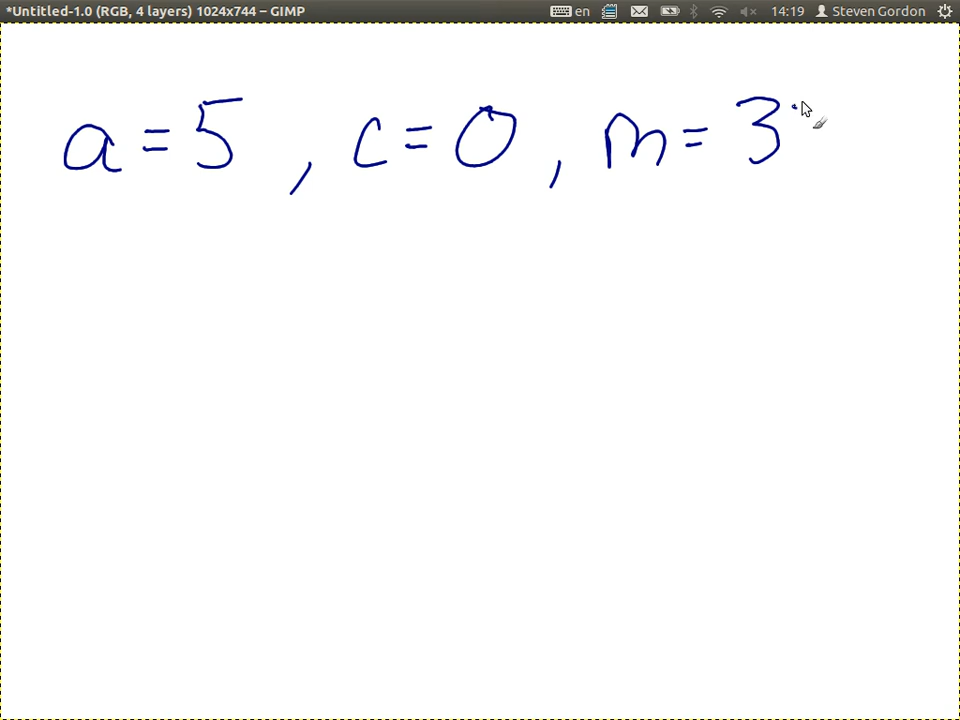 *Untitled-1.0 (RGB, 4 layers) 1024x744 – GIMP en 14:19 Steven Gordon
a = 5 , c = 0 , m = 3